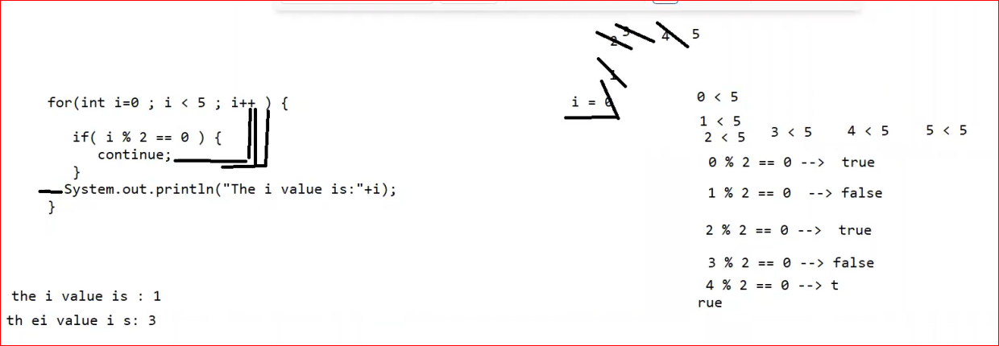 for(int i=0 ; i < 5 ; i++ ) {
if( i % 2 == 0 ) {
continue;
}
System.out.println("The i value is:"+i);
}
the i value is : 1
th ei value i s: 3
2 3 4 5
1
i = 0
0 < 5
1 < 5
2 < 5 3 < 5 4 < 5 5 < 5
0 % 2 == 0 --> true
1 % 2 == 0 --> false
2 % 2 == 0 --> true
3 % 2 == 0 --> false
4 % 2 == 0 --> t
rue